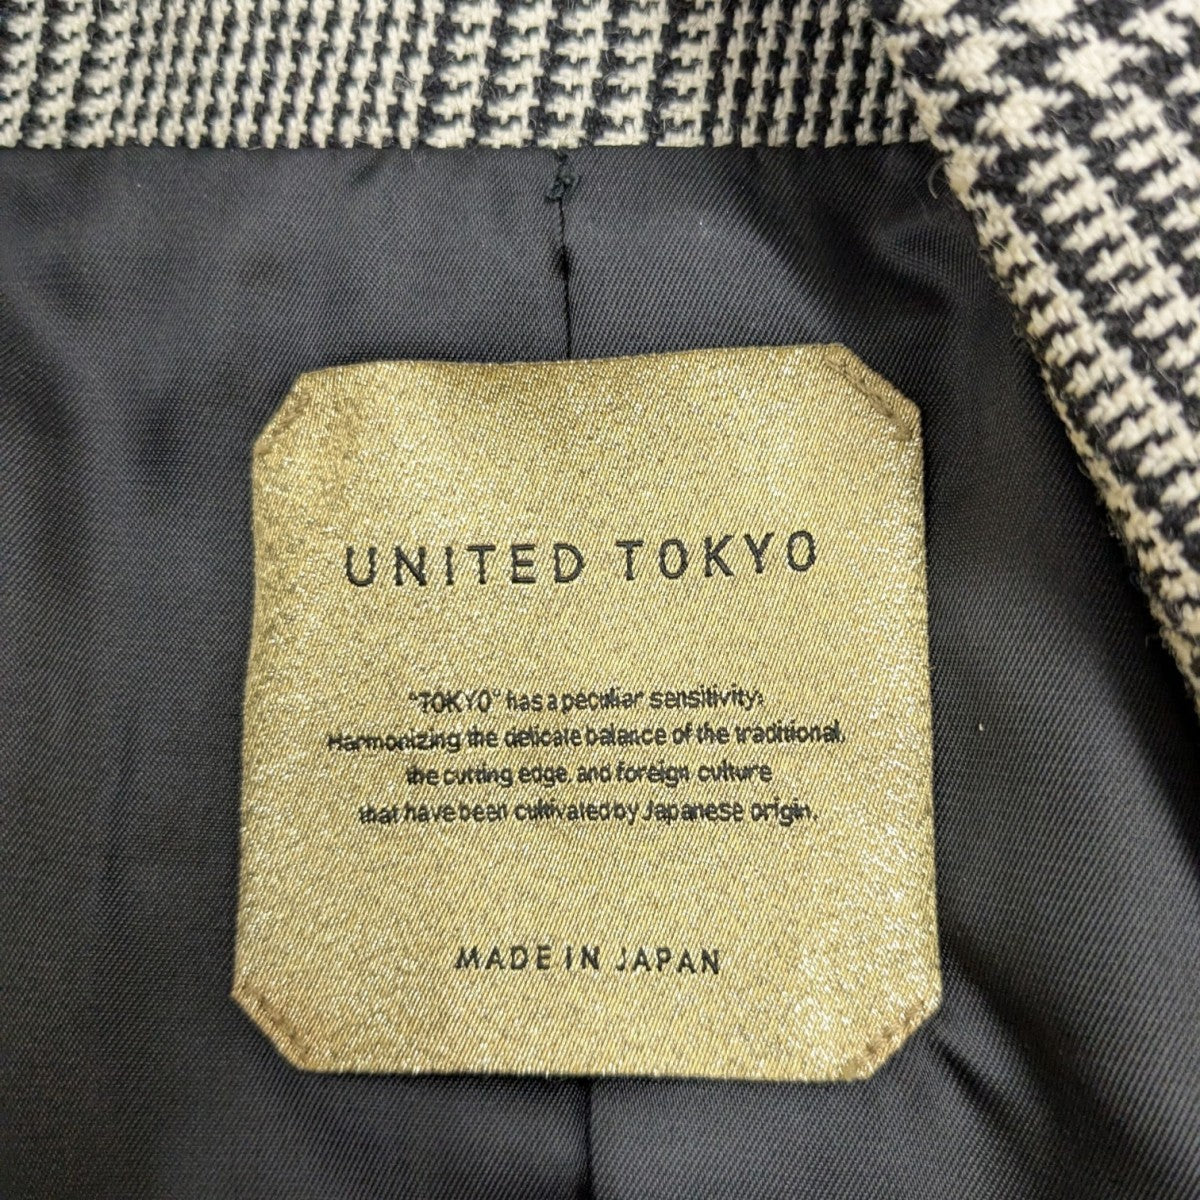 UNITED TOKYO
"TOKYO" has a peculiar sensitivity;
Harmonizing the delicate balance of the traditional,
the cutting edge, and foreign culture
that have been cultivated by Japanese origin.
MADE IN JAPAN